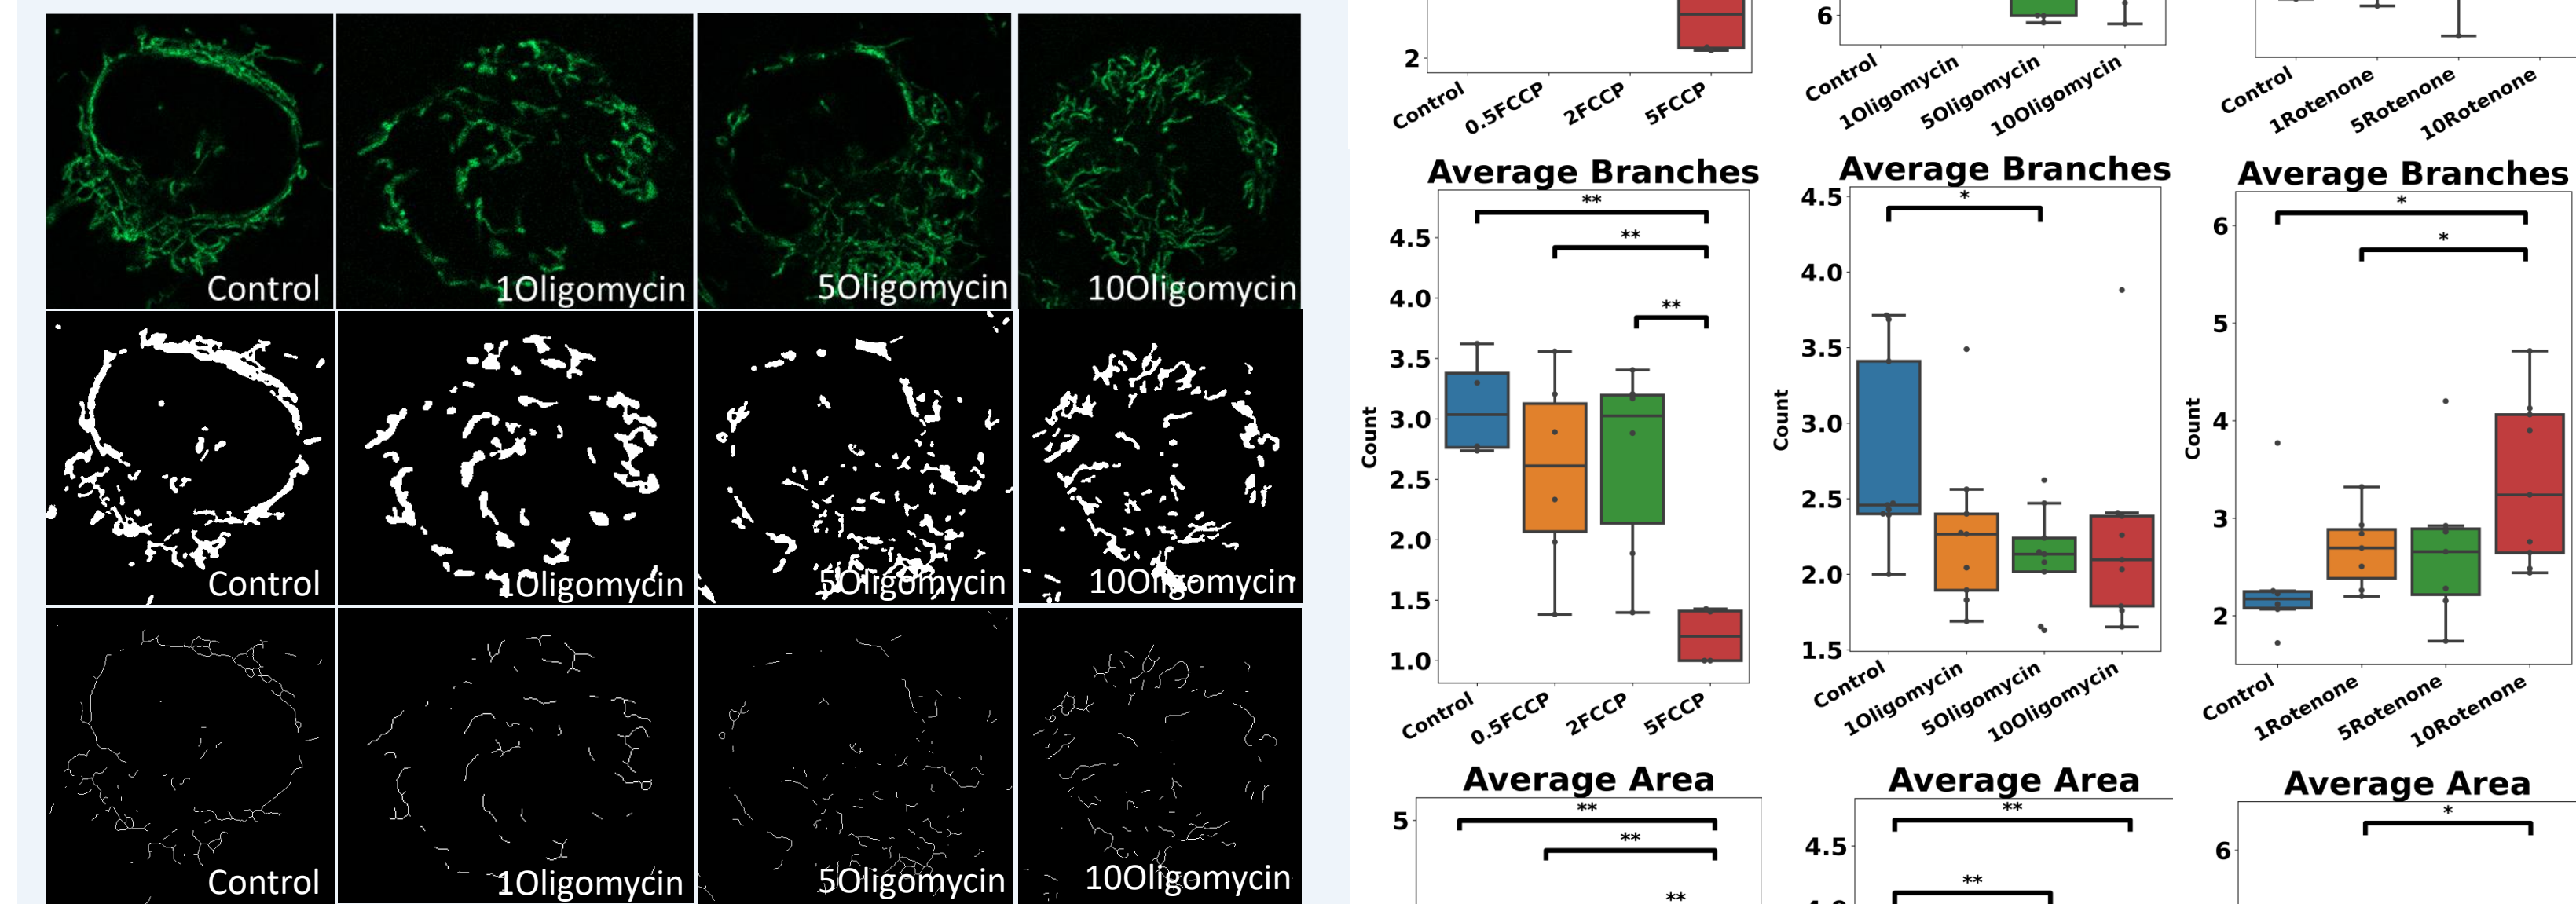 Control
1Oligomycin
5Oligomycin
10Oligomycin
Control
1Oligomycin
5Oligomycin
10Oligomycin
Control
1Oligomycin
5Oligomycin
10Oligomycin
2
Control
0.5FCCP
2FCCP
5FCCP
6
Control
1Oligomycin
5Oligomycin
10Oligomycin
Control
1Rotenone
5Rotenone
10Rotenone
Average Branches
**
**
**
4.5
4.0
3.5
3.0
2.5
2.0
1.5
1.0
Count
Control
0.5FCCP
2FCCP
5FCCP
Average Branches
*
4.5
4.0
3.5
3.0
2.5
2.0
1.5
Count
Control
1Oligomycin
5Oligomycin
10Oligomycin
Average Branches
*
*
6
5
4
3
2
Count
Control
1Rotenone
5Rotenone
10Rotenone
Average Area
**
5
**
**
Average Area
**
4.5
**
Average Area
*
6